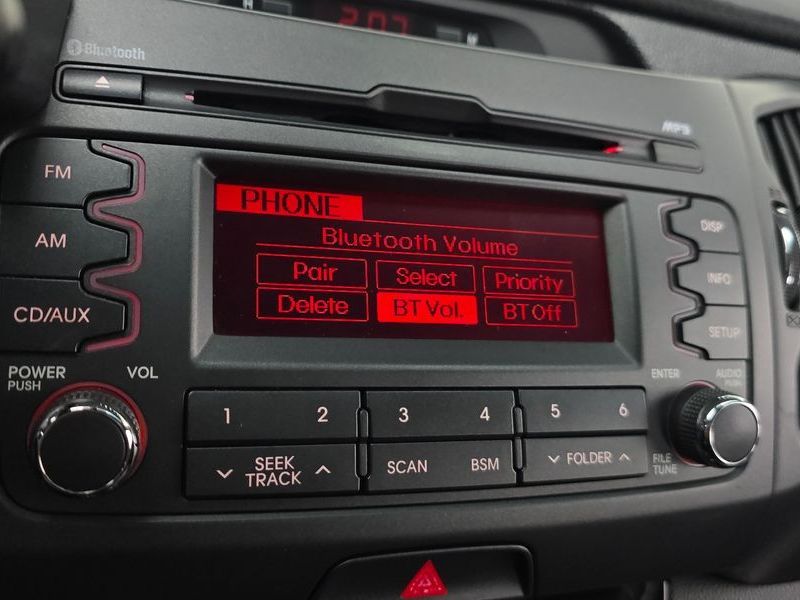 2:07
H
Bluetooth
MP3
FM
AM
CD/AUX
PHONE
Bluetooth Volume
Pair Select Priority
Delete BT Vol. BT Off
DISP
INFO
SETUP
POWER
PUSH
VOL
ENTER
AUDIO
PUSH
1 2 3 4 5 6
SEEK
TRACK
SCAN BSM
FOLDER
FILE
TUNE